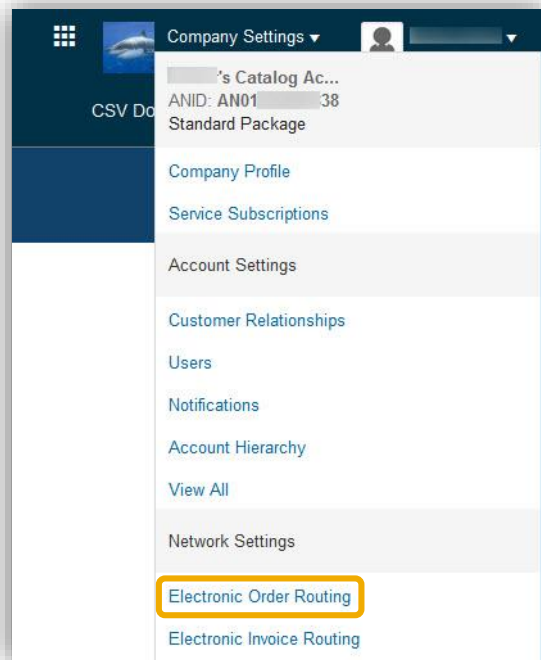 Company Settings ▾
CSV Do
's Catalog Ac...
ANID: AN01 38
Standard Package
Company Profile
Service Subscriptions
Account Settings
Customer Relationships
Users
Notifications
Account Hierarchy
View All
Network Settings
Electronic Order Routing
Electronic Invoice Routing